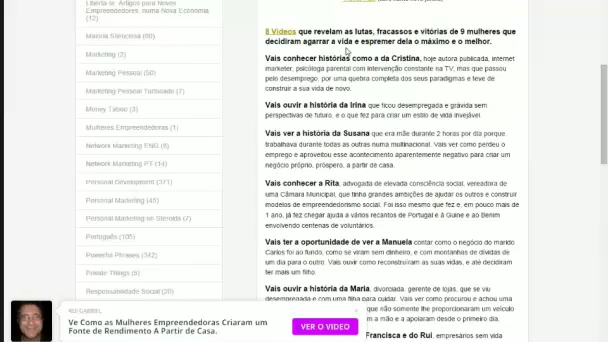 Liberta-te: Artigos para Novos
Empreendedores, numa Nova Economia
(12)
Maioria Silenciosa (60)
Marketing (2)
Marketing Pessoal (50)
Marketing Pessoal Turbinado (7)
Money Taboo (3)
Mulheres Empreendedoras (1)
Network Marketing ENG (6)
Network Marketing PT (14)
Personal Development (371)
Personal Marketing (45)
Personal Marketing on Steroids (7)
Português (105)
Powerful Phrases (342)
Private Things (5)
Responsabilidade Social (20)
8 Videos que revelam as lutas, fracassos e vitórias de 9 mulheres que
decidiram agarrar a vida e espremer dela o máximo e o melhor.
Vais conhecer histórias como a da Cristina, hoje autora publicada, internet
marketer, psicóloga parental com intervenção constante na TV, mas que passou
pelo desemprego, por uma quebra completa dos seus paradigmas e teve de
construir a sua vida de novo.
Vais ouvir a história da Irina que ficou desempregada e grávida sem
perspectivas de futuro, e o que fez para criar um estilo de vida invejável.
Vais ver a história da Susana que era mãe durante 2 horas por dia porque
trabalhava durante todas as outras numa multinacional. Vais ver como perdeu o
emprego e aproveitou esse acontecimento aparentemente negativo para criar um
negócio próprio, próspero, a partir de casa.
Vais conhecer a Rita, advogada de elevada consciência social, vereadora de
uma Câmara Municipal, que tinha grandes ambições de ajudar os outros e construir
modelos de empreendedorismo social. Foi isso mesmo que fez e, em pouco mais de
1 ano, já fez chegar ajuda a vários recantos de Portugal e à Guine e ao Benim
envolvendo centenas de voluntários.
Vais ter a oportunidade de ver a Manuela contar como o negócio do marido
Carlos foi ao fundo, como se viram sem dinheiro, e com montanhas de dívidas de
um dia para o outro. Vais ouvir como reconstruíram as suas vidas, e até decidiram
ter mais um filho.
Vais ouvir a história da Maria, divorciada, gerente de lojas, que se viu
desempregada e com uma filha para cuidar. Vais ver como procurou e achou uma
que não somente lhe proporcionaram um veículo
m a mão e a apoiaram desde o primeiro dia.
Francisca e do Rui, empresários sem vida
RUI GABRIEL
Ve Como as Mulheres Empreendedoras Criaram um
Fonte de Rendimento A Partir de Casa.
VER O VIDEO